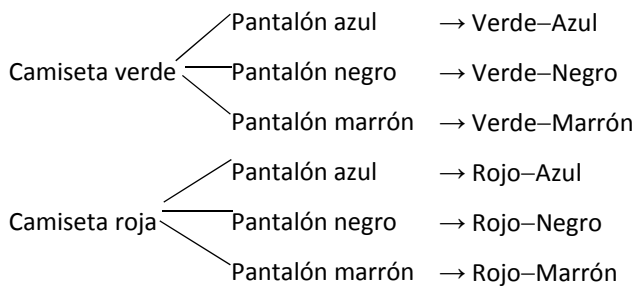 Pantalón azul → Verde–Azul
Camiseta verde Pantalón negro → Verde–Negro
Pantalón marrón → Verde–Marrón
Pantalón azul → Rojo–Azul
Camiseta roja Pantalón negro → Rojo–Negro
Pantalón marrón → Rojo–Marrón